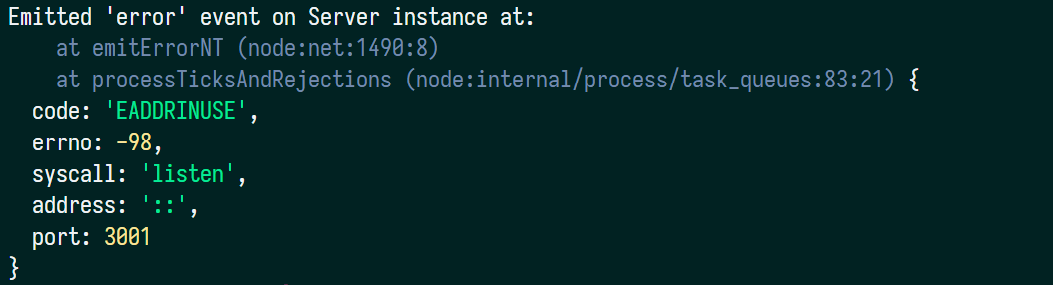 Emitted 'error' event on Server instance at:
    at emitErrorNT (node:net:1490:8)
    at processTicksAndRejections (node:internal/process/task_queues:83:21) {
  code: 'EADDRINUSE',
  errno: -98,
  syscall: 'listen',
  address: '::',
  port: 3001
}